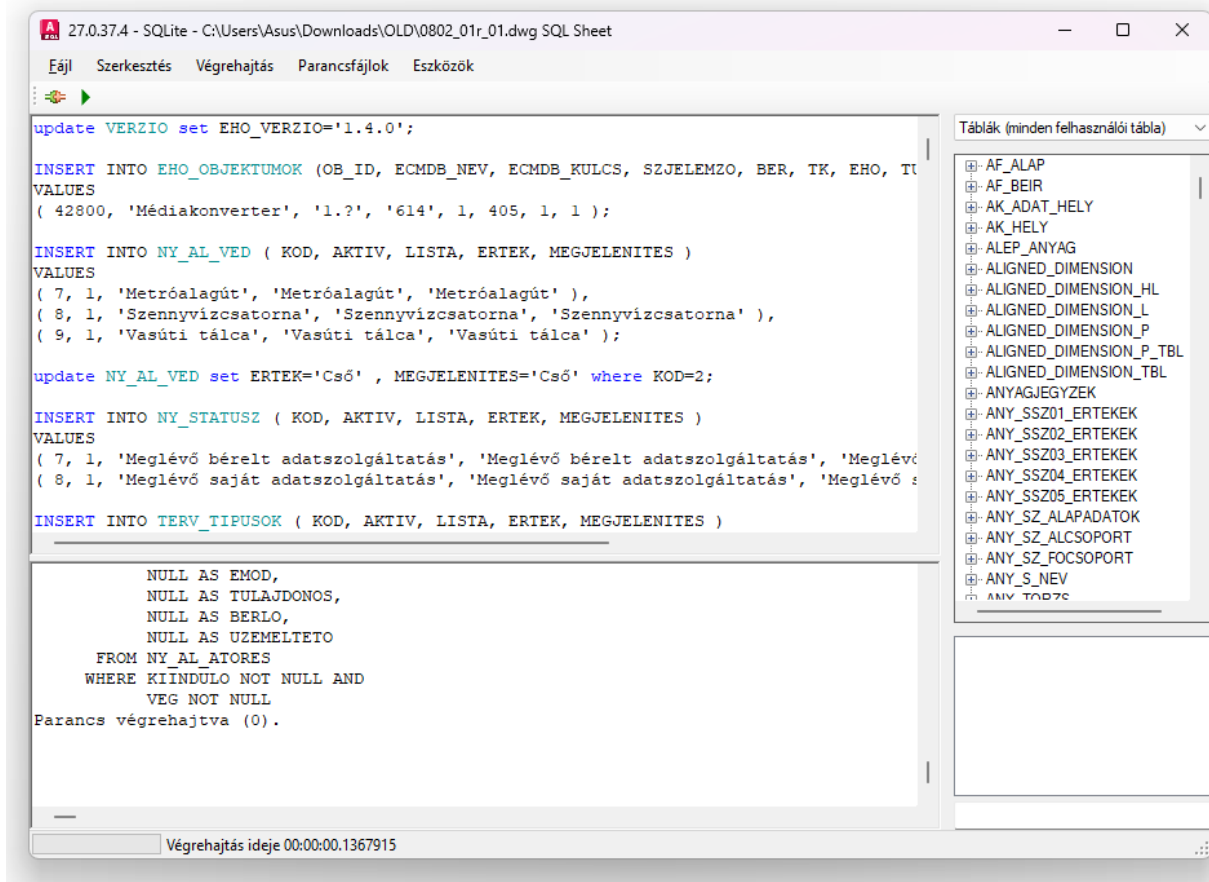 27.0.37.4 - SQLite - C:\Users\Asus\Downloads\OLD\0802_01r_01.dwg SQL Sheet
Fájl Szerkesztés Végrehajtás Parancsfájlok Eszközök
update VERZIO set EHO_VERZIO='1.4.0';
INSERT INTO EHO_OBJEKTUMOK (OB_ID, ECMDB_NEV, ECMDB_KULCS, SZJELEMZO, BER, TK, EHO,
VALUES
( 42800, 'Médiakonverter', '1.?', '614', 1, 405, 1, 1 );
INSERT INTO NY_AL_VED ( KOD, AKTIV, LISTA, ERTEK, MEGJELENITES )
VALUES
( 7, 1, 'Metróalagút', 'Metróalagút', 'Metróalagút' ),
( 8, 1, 'Szennyvízcsatorna', 'Szennyvízcsatorna', 'Szennyvízcsatorna' ),
( 9, 1, 'Vasúti tálca', 'Vasúti tálca', 'Vasúti tálca' );
update NY_AL_VED set ERTEK='Cső' , MEGJELENITES='Cső' where KOD=2;
INSERT INTO NY_STATUSZ ( KOD, AKTIV, LISTA, ERTEK, MEGJELENITES )
VALUES
( 7, 1, 'Meglévő bérelt adatszolgáltatás', 'Meglévő bérelt adatszolgáltatás', 'Meglévő
( 8, 1, 'Meglévő saját adatszolgáltatás', 'Meglévő saját adatszolgáltatás', 'Meglévő s
INSERT INTO TERV_TIPUSOK ( KOD, AKTIV, LISTA, ERTEK, MEGJELENITES )
NULL AS EMOD,
NULL AS TULAJDONOS,
NULL AS BERLO,
NULL AS UZEMELTETO
FROM NY_AL_ATORES
WHERE KIINDULO NOT NULL AND
VEG NOT NULL
Parancs végrehajtva (0).
Táblák (minden felhasználói tábla)
AF_ALAP
AF_BEIR
AK_ADAT_HELY
AK_HELY
ALEP_ANYAG
ALIGNED_DIMENSION
ALIGNED_DIMENSION_HL
ALIGNED_DIMENSION_L
ALIGNED_DIMENSION_P
ALIGNED_DIMENSION_P_TBL
ALIGNED_DIMENSION_TBL
ANYAGJEGYZEK
ANY_SSZ01_ERTEKEK
ANY_SSZ02_ERTEKEK
ANY_SSZ03_ERTEKEK
ANY_SSZ04_ERTEKEK
ANY_SSZ05_ERTEKEK
ANY_SZ_ALAPADATOK
ANY_SZ_ALCSOPORT
ANY_SZ_FOCSOPORT
ANY_S_NEV
ANY_TORZS
Végrehajtás ideje 00:00:00.1367915